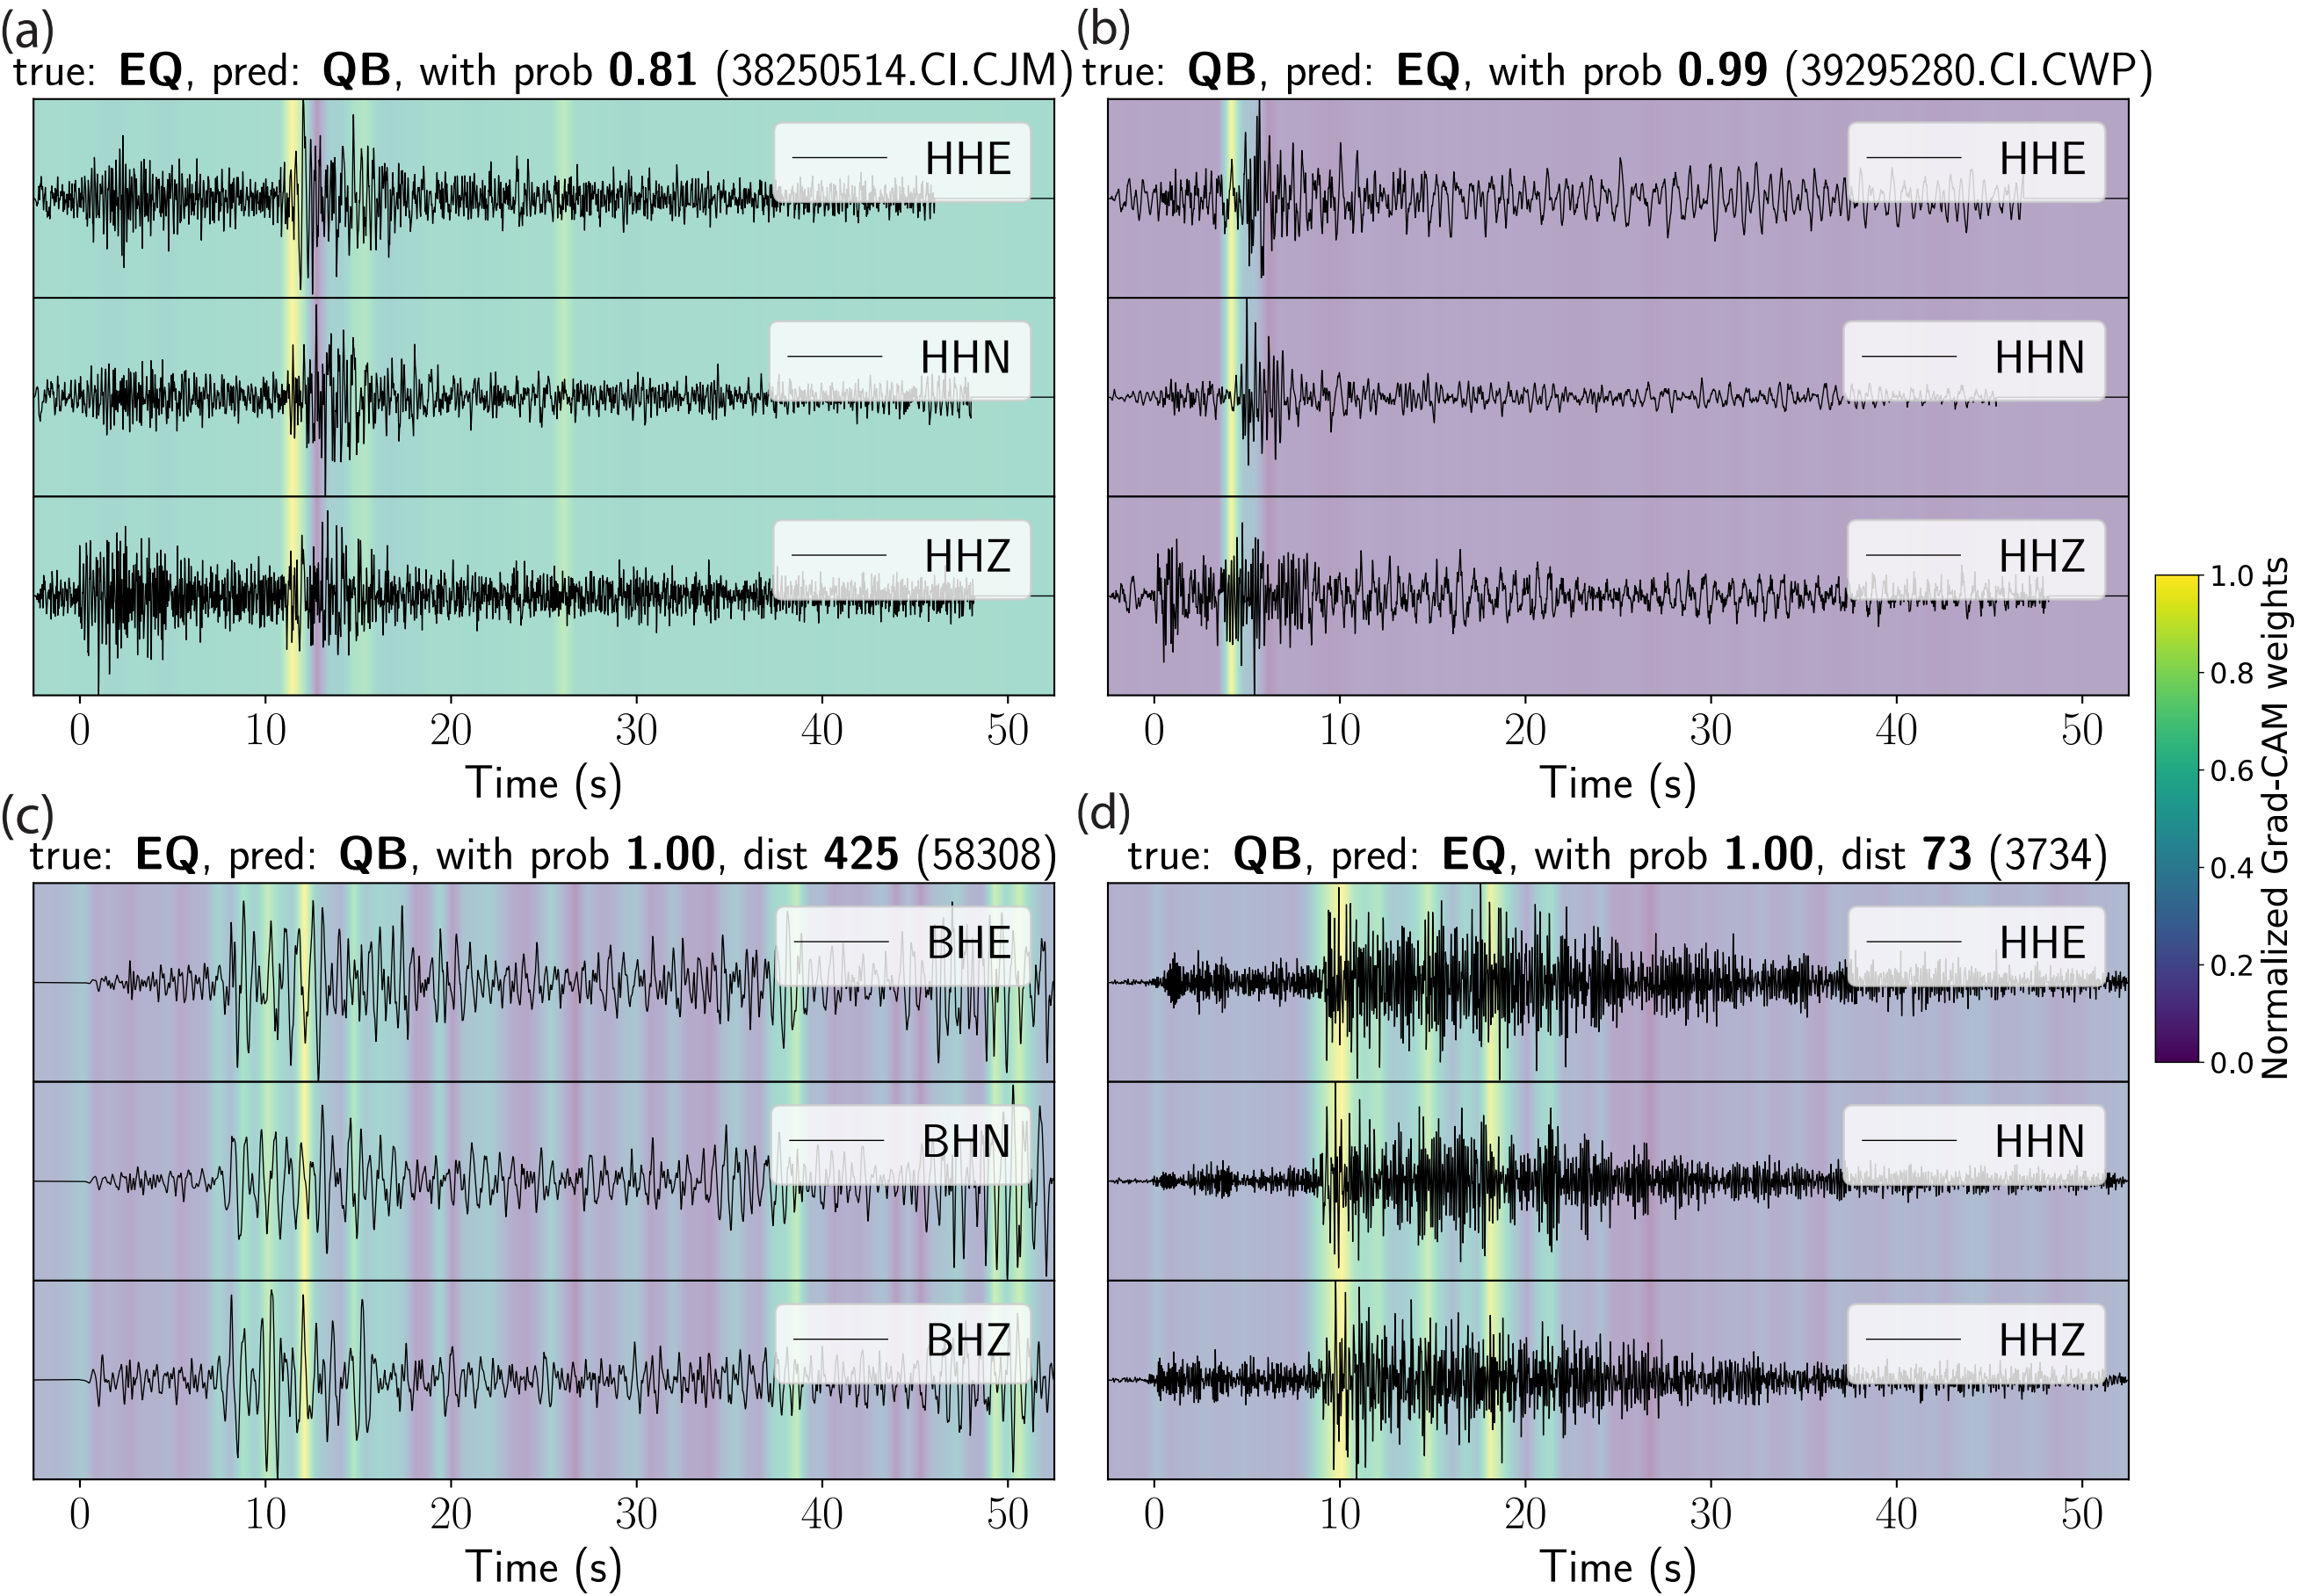 (a)
true: EQ, pred: QB, with prob 0.81 (38250514.CI.CJM)
HHE
HHN
HHZ
0 10 20 30 40 50
Time (s)
(b)
true: QB, pred: EQ, with prob 0.99 (39295280.CI.CWP)
HHE
HHN
HHZ
0 10 20 30 40 50
Time (s)
(c)
true: EQ, pred: QB, with prob 1.00, dist 425 (58308)
BHE
BHN
BHZ
0 10 20 30 40 50
Time (s)
(d)
true: QB, pred: EQ, with prob 1.00, dist 73 (3734)
HHE
HHN
HHZ
0 10 20 30 40 50
Time (s)
1.0
0.8
0.6
0.4
0.2
0.0
Normalized Grad-CAM weights